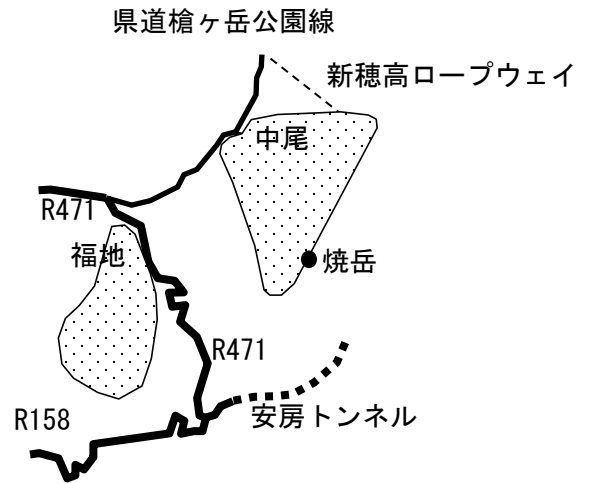 県道槍ヶ岳公園線
新穂高ロープウェイ
中尾
R471
福地
焼岳
R471
安房トンネル
R158